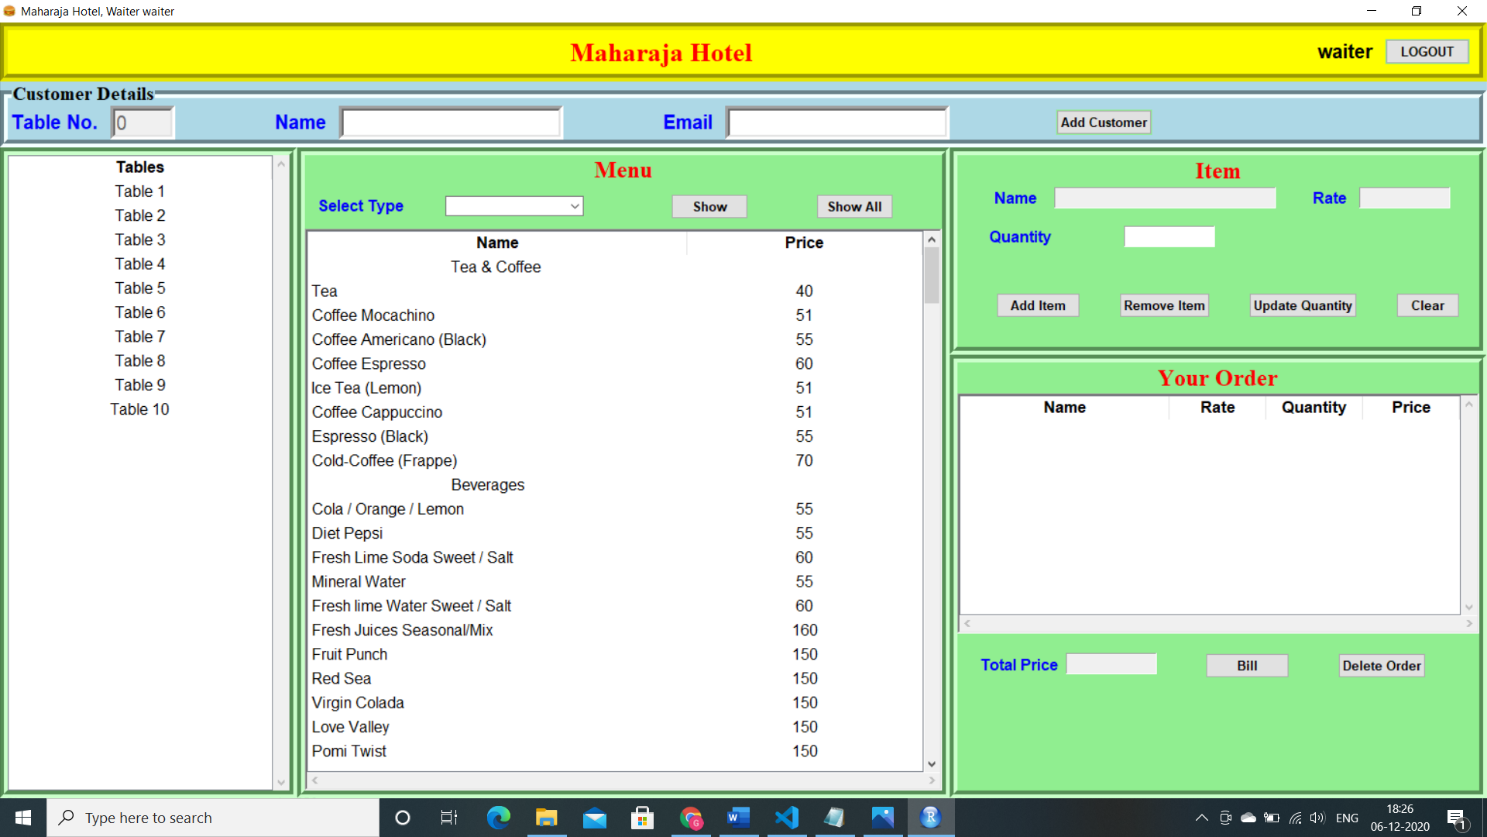 Maharaja Hotel, Waiter waiter
Maharaja Hotel
waiter
LOGOUT
Customer Details
Table No. 0 Name Email Add Customer
Tables
Table 1
Table 2
Table 3
Table 4
Table 5
Table 6
Table 7
Table 8
Table 9
Table 10
Menu
Select Type Show Show All
Name Price
Tea & Coffee
Tea 40
Coffee Mocachino 51
Coffee Americano (Black) 55
Coffee Espresso 60
Ice Tea (Lemon) 51
Coffee Cappuccino 51
Espresso (Black) 55
Cold-Coffee (Frappe) 70
Beverages
Cola / Orange / Lemon 55
Diet Pepsi 55
Fresh Lime Soda Sweet / Salt 60
Mineral Water 55
Fresh lime Water Sweet / Salt 60
Fresh Juices Seasonal/Mix 160
Fruit Punch 150
Red Sea 150
Virgin Colada 150
Love Valley 150
Pomi Twist 150
Item
Name Rate
Quantity
Add Item Remove Item Update Quantity Clear
Your Order
Name Rate Quantity Price
Total Price Bill Delete Order
Type here to search
W
G
R
ENG
18:26
06-12-2020
1